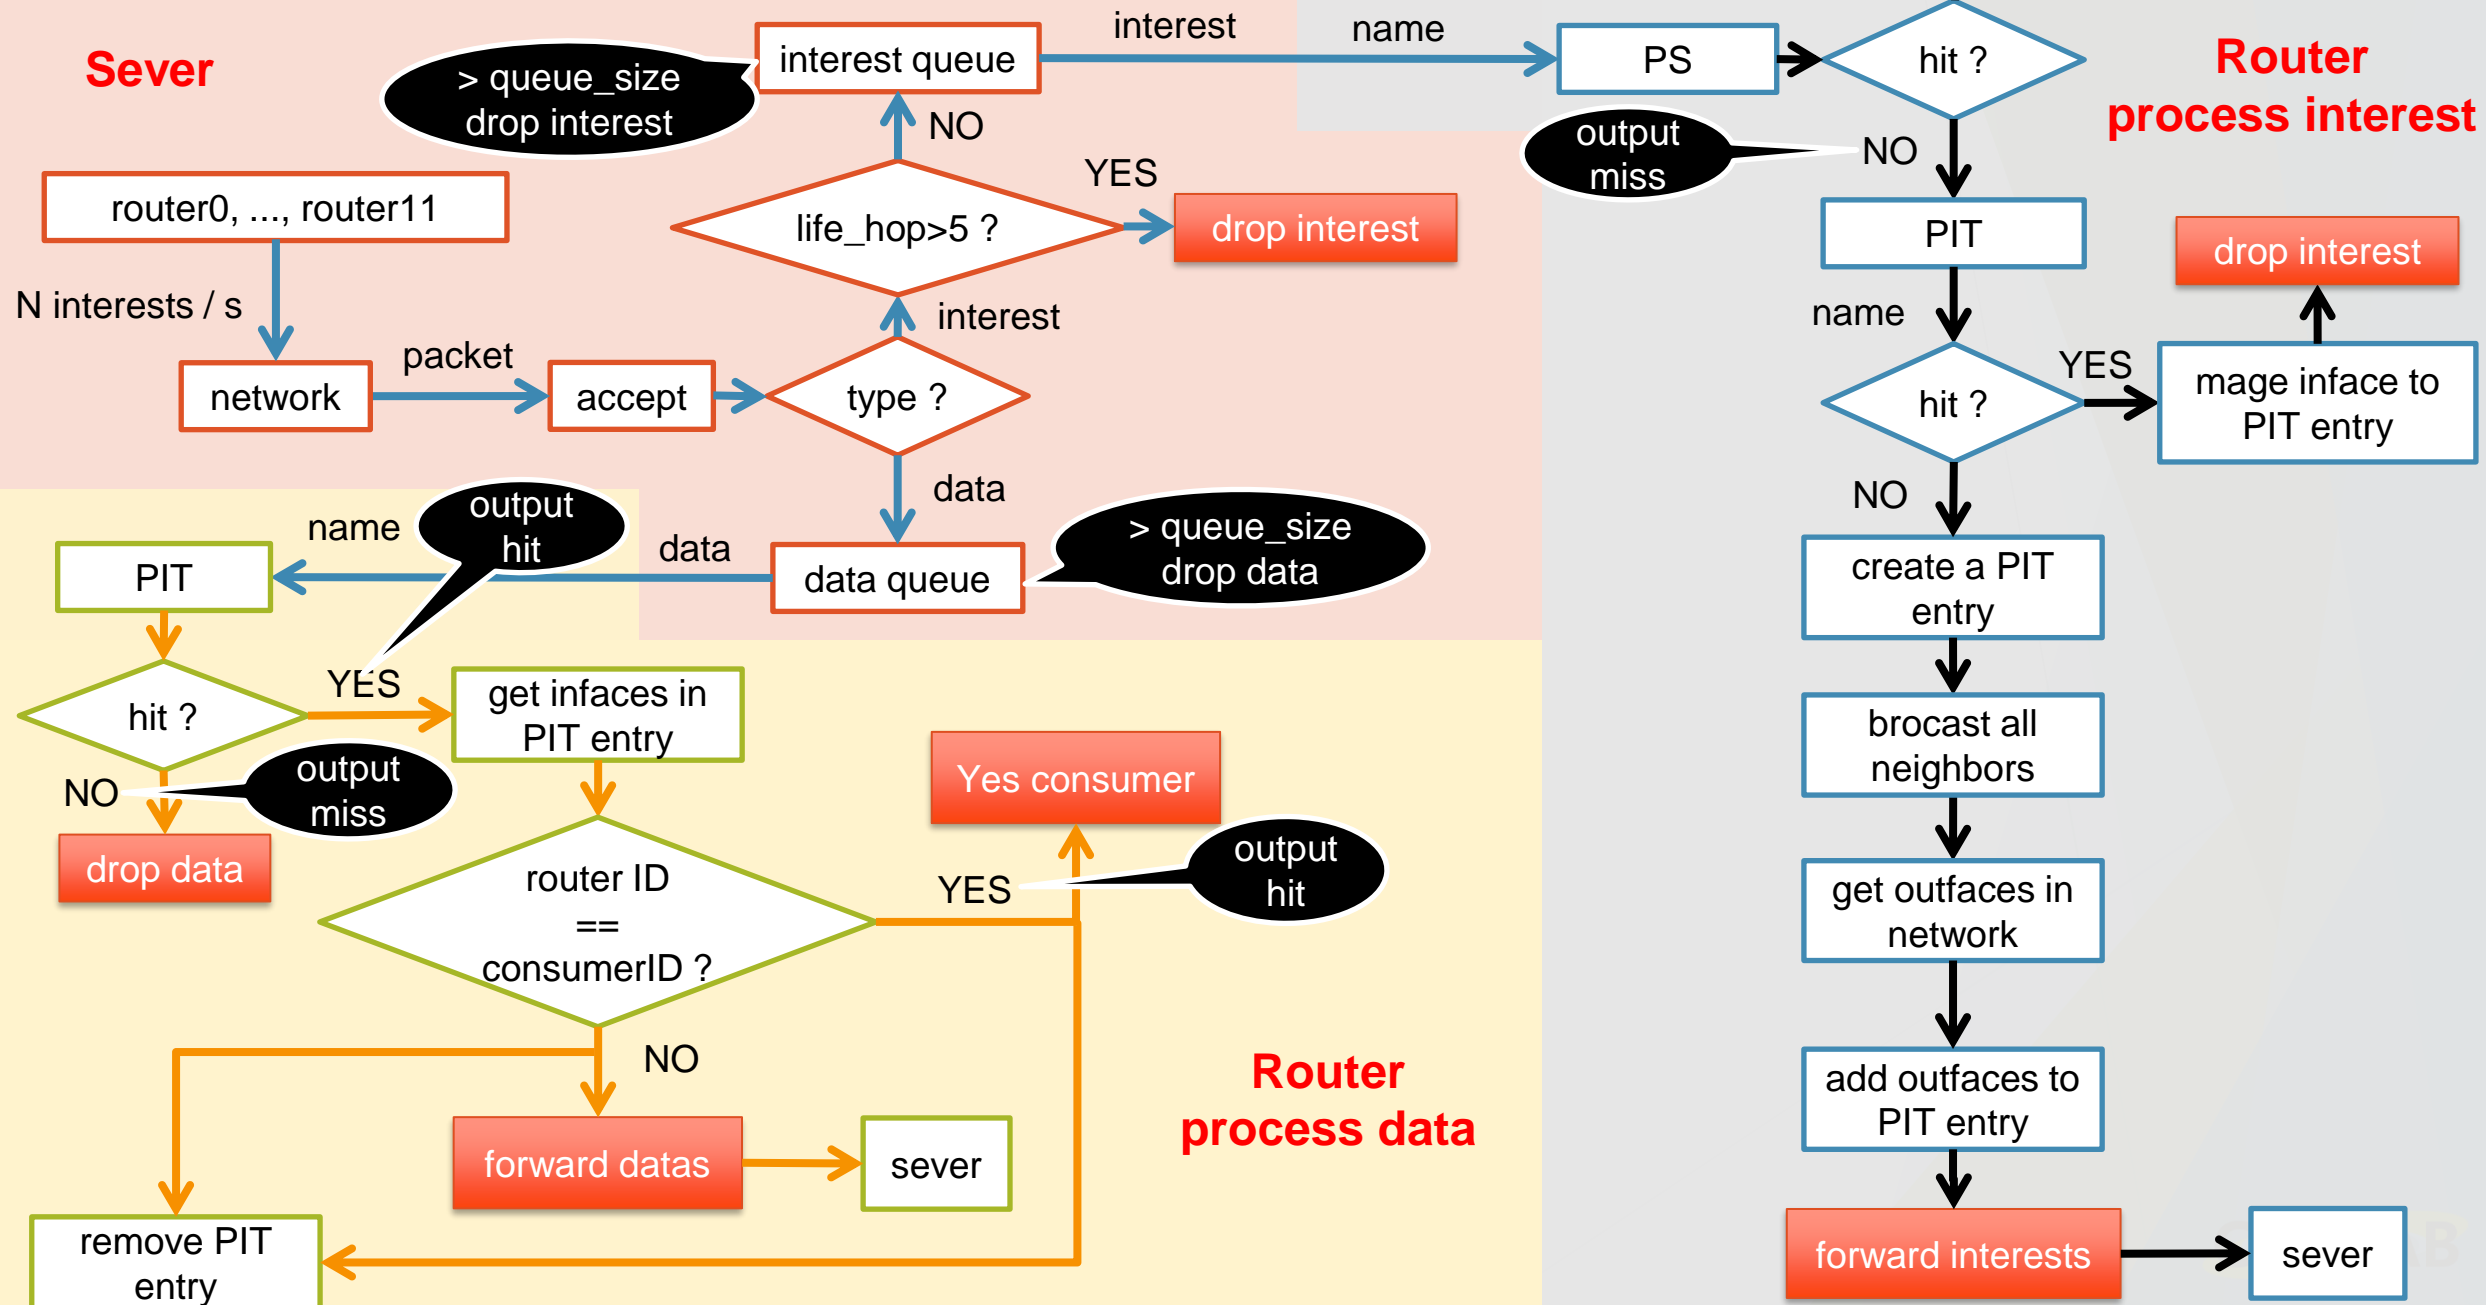 Sever
> queue_size
drop interest
interest queue
interest
name
PS
hit ?
Router
process interest
NO
output
miss
NO
router0, ..., router11
life_hop>5 ?
YES
drop interest
PIT
drop interest
N interests / s
interest
name
network
packet
accept
type ?
hit ?
YES
mage inface to
PIT entry
data
NO
name
output
hit
data
data queue
> queue_size
drop data
PIT
create a PIT
entry
hit ?
YES
get infaces in
PIT entry
brocast all
neighbors
NO
output
miss
drop data
Yes consumer
output
hit
YES
router ID
==
consumerID ?
get outfaces in
network
NO
Router
process data
add outfaces to
PIT entry
forward datas
sever
remove PIT
entry
forward interests
sever